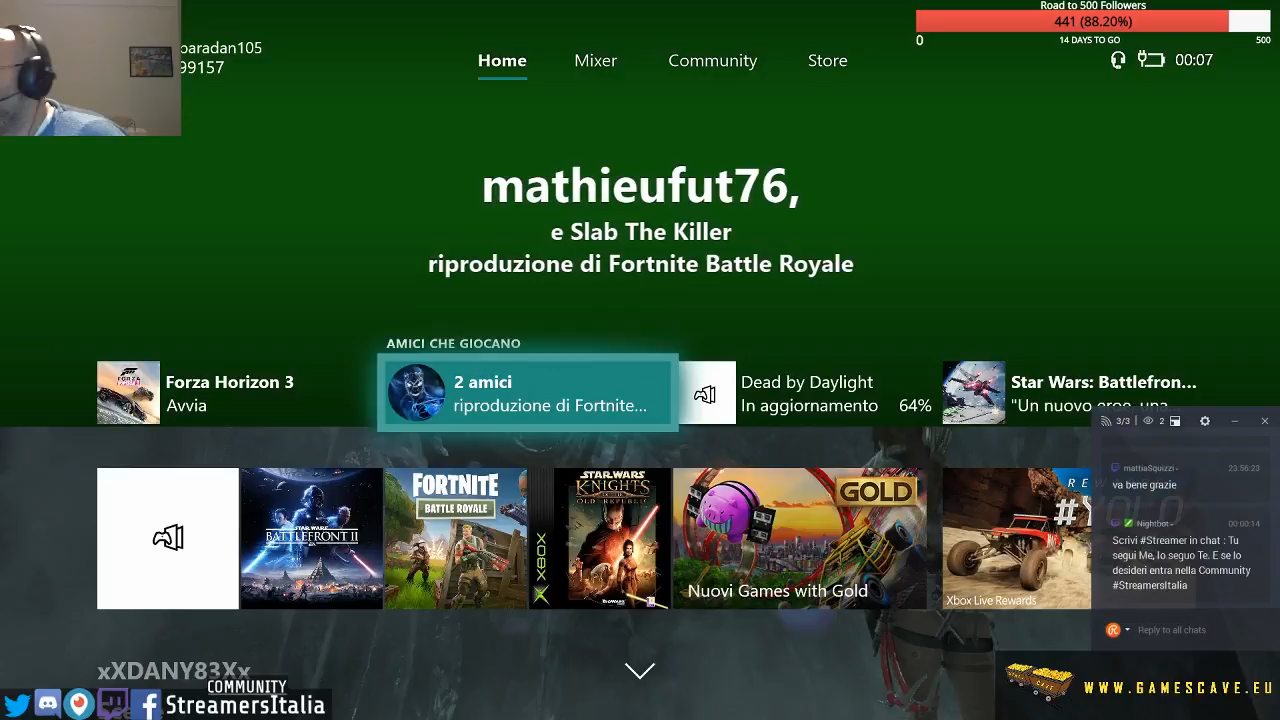 Road to 500 Followers
441 (88.20%)
0
14 DAYS TO GO
500
paradan105
99157
Home
Mixer
Community
Store
00:07
mathieufut76,
e Slab The Killer
riproduzione di Fortnite Battle Royale
AMICI CHE GIOCANO
Forza Horizon 3
Avvia
2 amici
riproduzione di Fortnite...
Dead by Daylight
In aggiornamento 64%
Star Wars: Battlefron...
"Un nuovo eroe, una
3/3
2
mattiaSquizzi
23:56:23
va bene grazie
Nightbot
00:00:14
Scrivi #Streamer in chat : Tu
segui Me, Io seguo Te. E se lo
desideri entra nella Community
#StreamersItalia
Reply to all chats
STAR WARS
BATTLEFRONT II
FORTNITE
BATTLE ROYALE
XBOX
STAR WARS
KNIGHTS
OF THE OLD REPUBLIC
BIOWARE
GOLD
Nuovi Games with Gold
Xbox Live Rewards
xXDANY83Xx
COMMUNITY
StreamersItalia
WWW.GAMESCAVE.EU